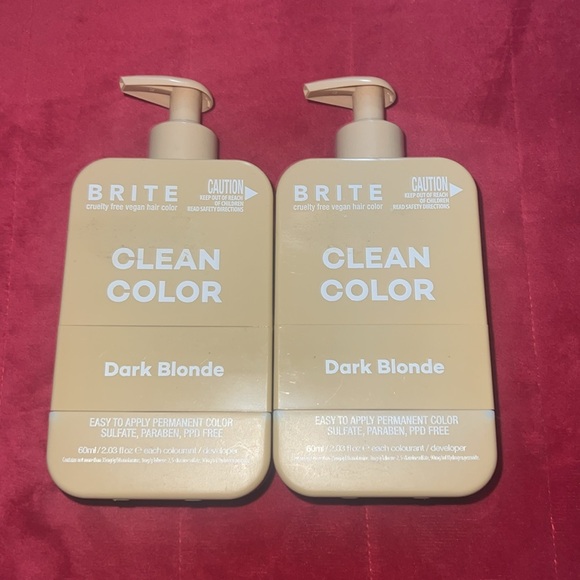 BRITE
cruelty free vegan hair color
CAUTION
KEEP OUT OF REACH
OF CHILDREN
READ SAFETY DIRECTIONS
CLEAN
COLOR
Dark Blonde
EASY TO APPLY PERMANENT COLOR
SULFATE, PARABEN, PPD FREE
60ml / 2.03 fl oz ℮ each colourant / developer
BRITE
cruelty free vegan hair color
CAUTION
KEEP OUT OF REACH
OF CHILDREN
READ SAFETY DIRECTIONS
CLEAN
COLOR
Dark Blonde
EASY TO APPLY PERMANENT COLOR
SULFATE, PARABEN, PPD FREE
60ml / 2.03 fl oz ℮ each colourant / developer